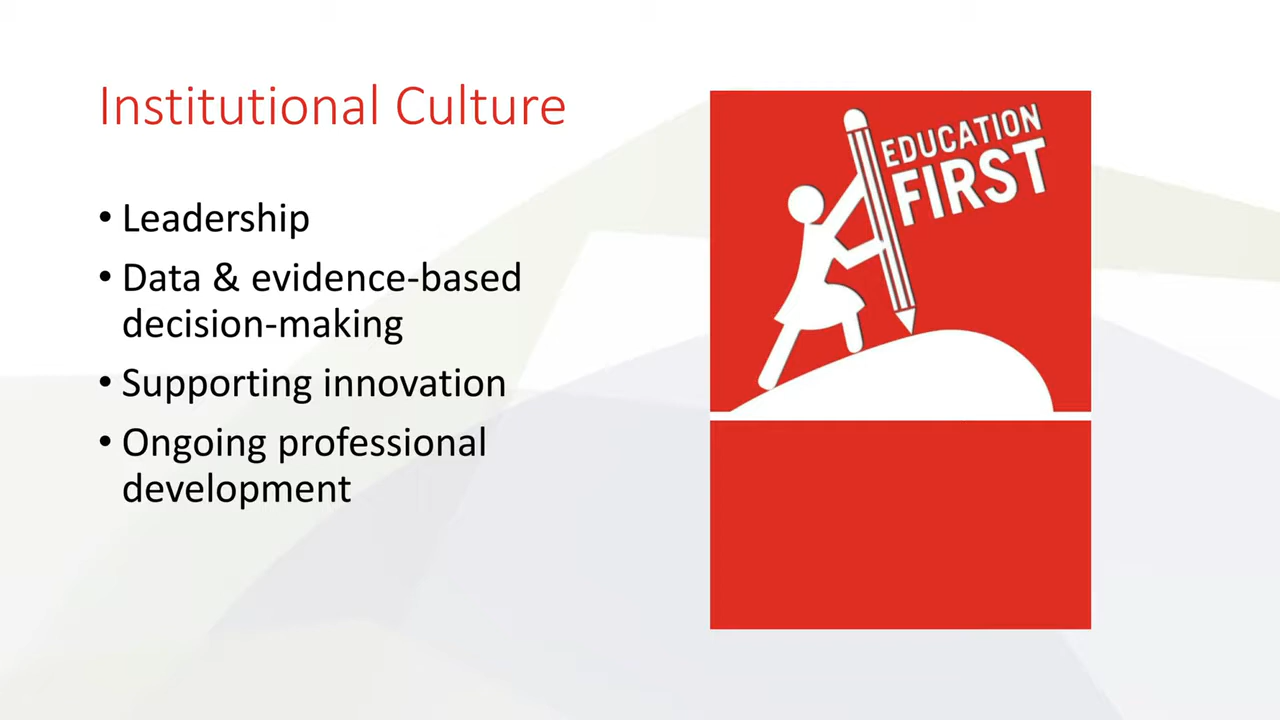 Institutional Culture
• Leadership
• Data & evidence-based
decision-making
• Supporting innovation
• Ongoing professional
development
EDUCATION
FIRST